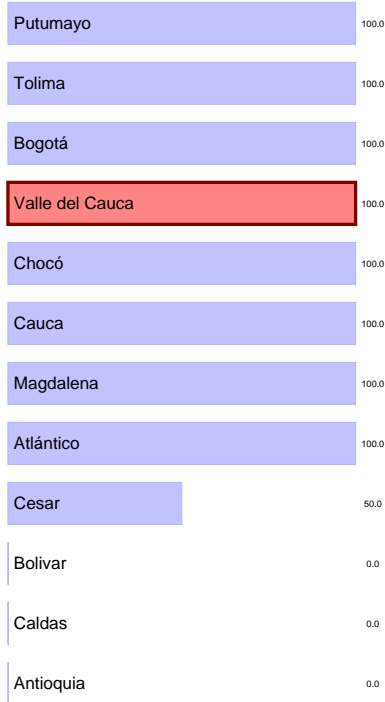 Putumayo 100.0
Tolima 100.0
Bogotá 100.0
Valle del Cauca 100.0
Chocó 100.0
Cauca 100.0
Magdalena 100.0
Atlántico 100.0
Cesar 50.0
Bolivar 0.0
Caldas 0.0
Antioquia 0.0